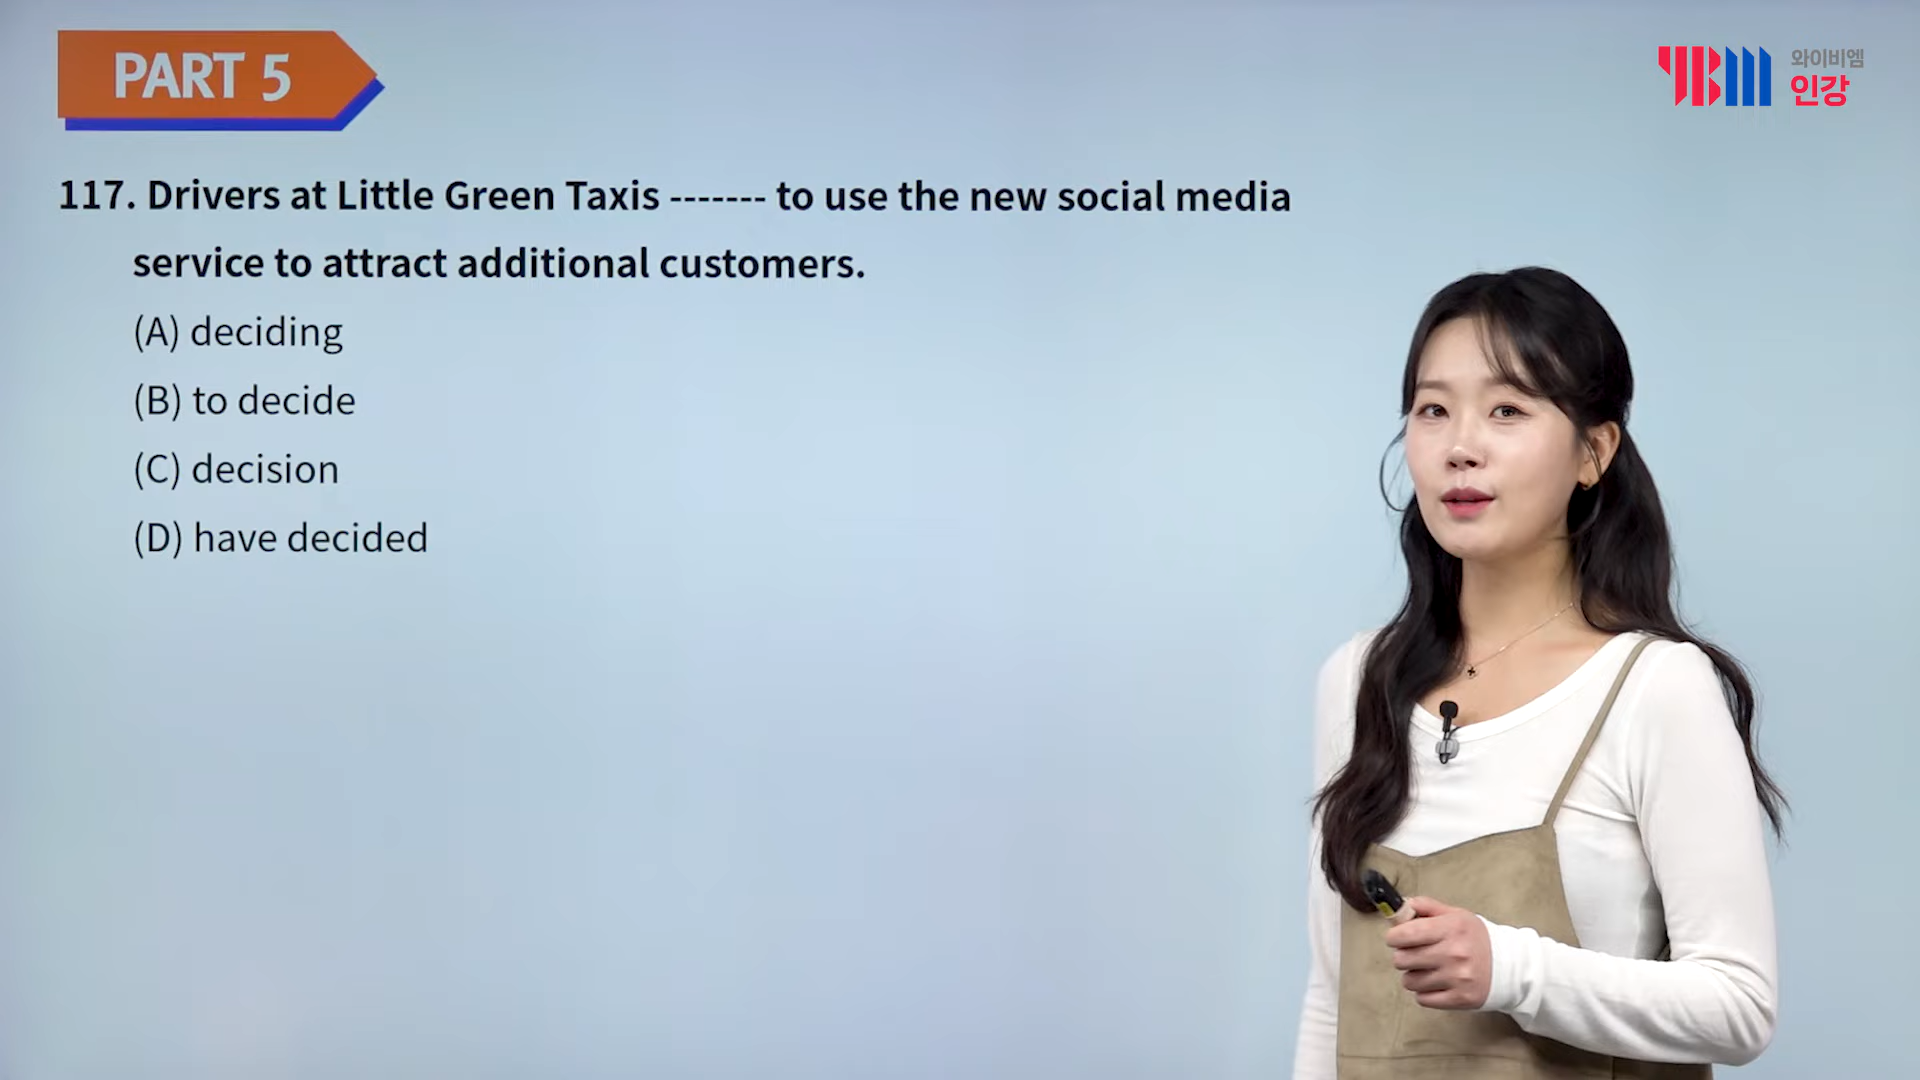 PART 5
YBM 와이비엠
인강
117. Drivers at Little Green Taxis ------- to use the new social media
service to attract additional customers.
(A) deciding
(B) to decide
(C) decision
(D) have decided